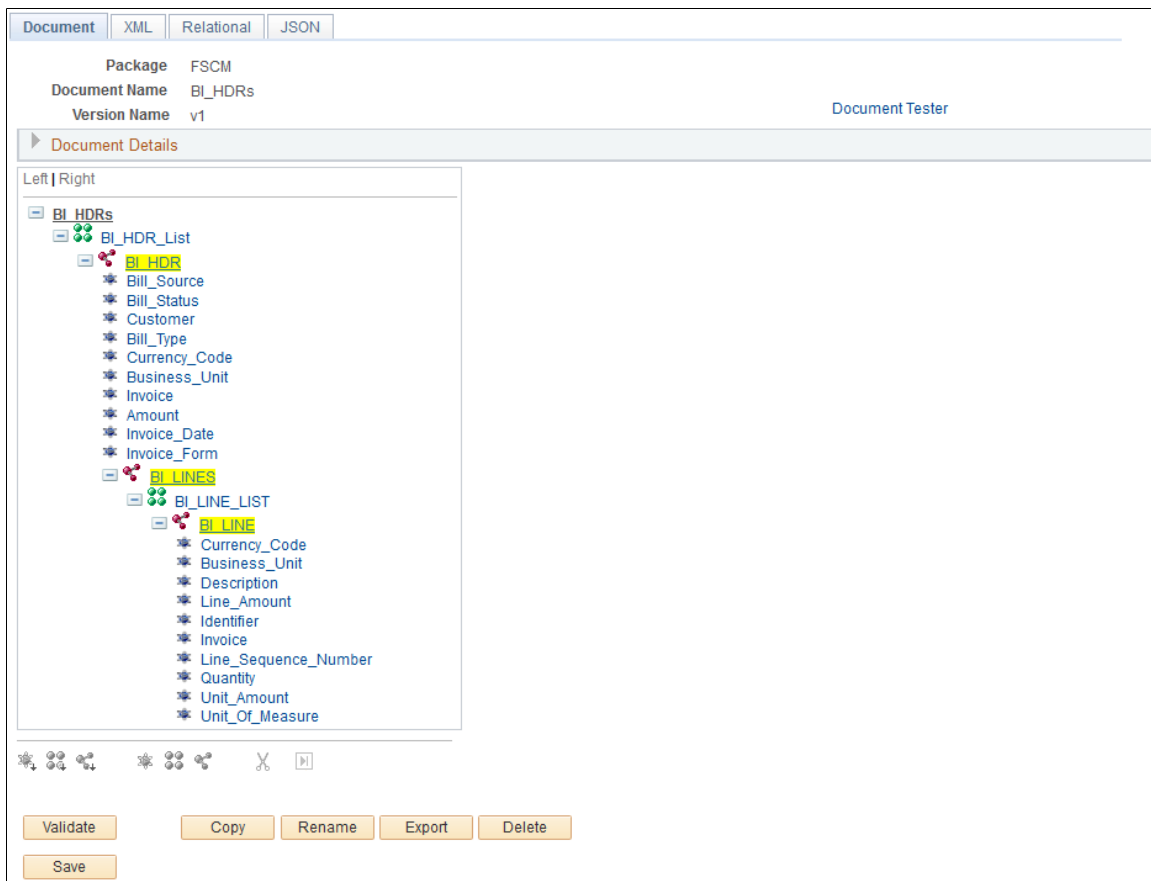 Document XML Relational JSON
Package FSCM
Document Name BI_HDRs
Version Name v1
Document Tester
Document Details
Left | Right
BI_HDRs
BI_HDR_List
BI_HDR
Bill_Source
Bill_Status
Customer
Bill_Type
Currency_Code
Business_Unit
Invoice
Amount
Invoice_Date
Invoice_Form
BI_LINES
BI_LINE_LIST
BI_LINE
Currency_Code
Business_Unit
Description
Line_Amount
Identifier
Invoice
Line_Sequence_Number
Quantity
Unit_Amount
Unit_Of_Measure
Validate Copy Rename Export Delete
Save